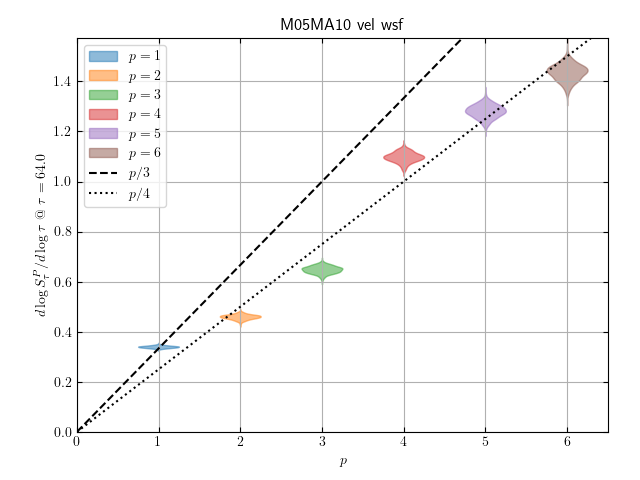 M05MA10 vel wsf
p = 1
p = 2
p = 3
p = 4
p = 5
p = 6
p/3
p/4
d log S_τ^P / d log τ @ τ = 64.0
1.4
1.2
1.0
0.8
0.6
0.4
0.2
0.0
0 1 2 3 4 5 6
p